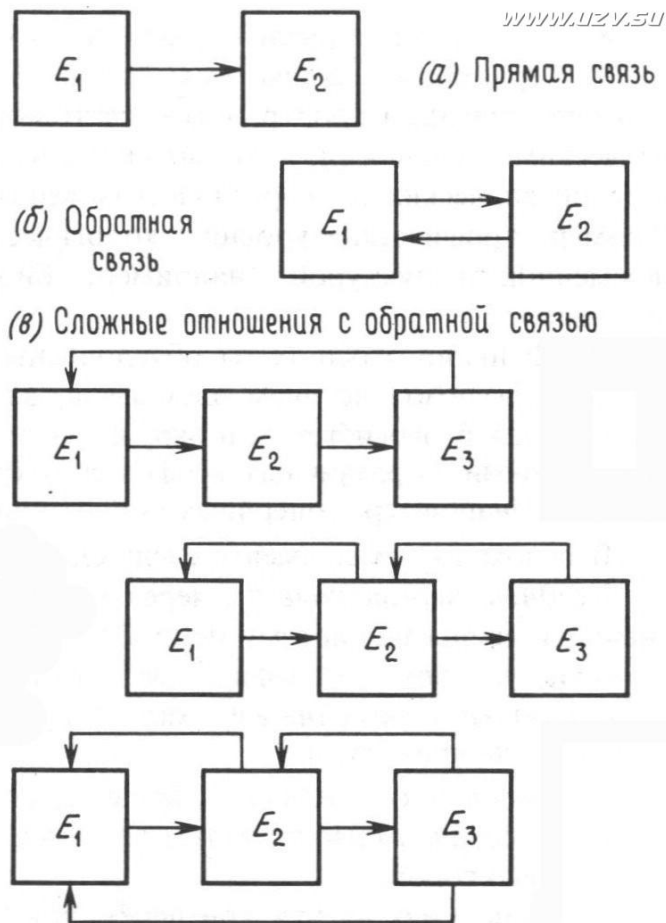 www.uzv.su
E₁ E₂ (а) Прямая связь
(б) Обратная
связь
E₁ E₂
(в) Сложные отношения с обратной связью
E₁ E₂ E₃
E₁ E₂ E₃
E₁ E₂ E₃